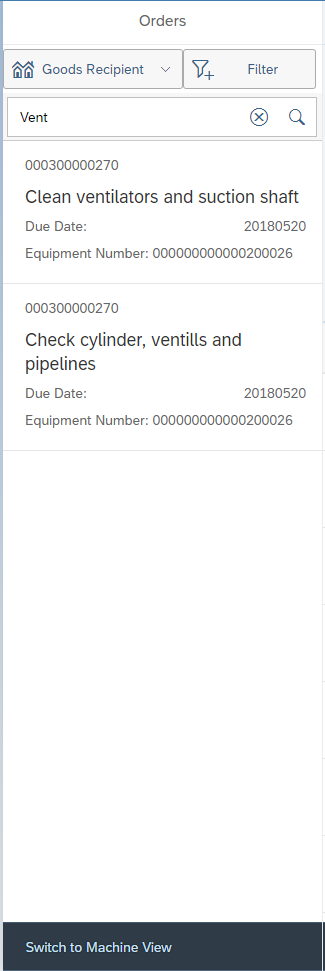 Orders
Goods Recipient
Filter
Vent
000300000270
Clean ventilators and suction shaft
Due Date: 20180520
Equipment Number: 000000000000200026
000300000270
Check cylinder, ventills and
pipelines
Due Date: 20180520
Equipment Number: 000000000000200026
Switch to Machine View